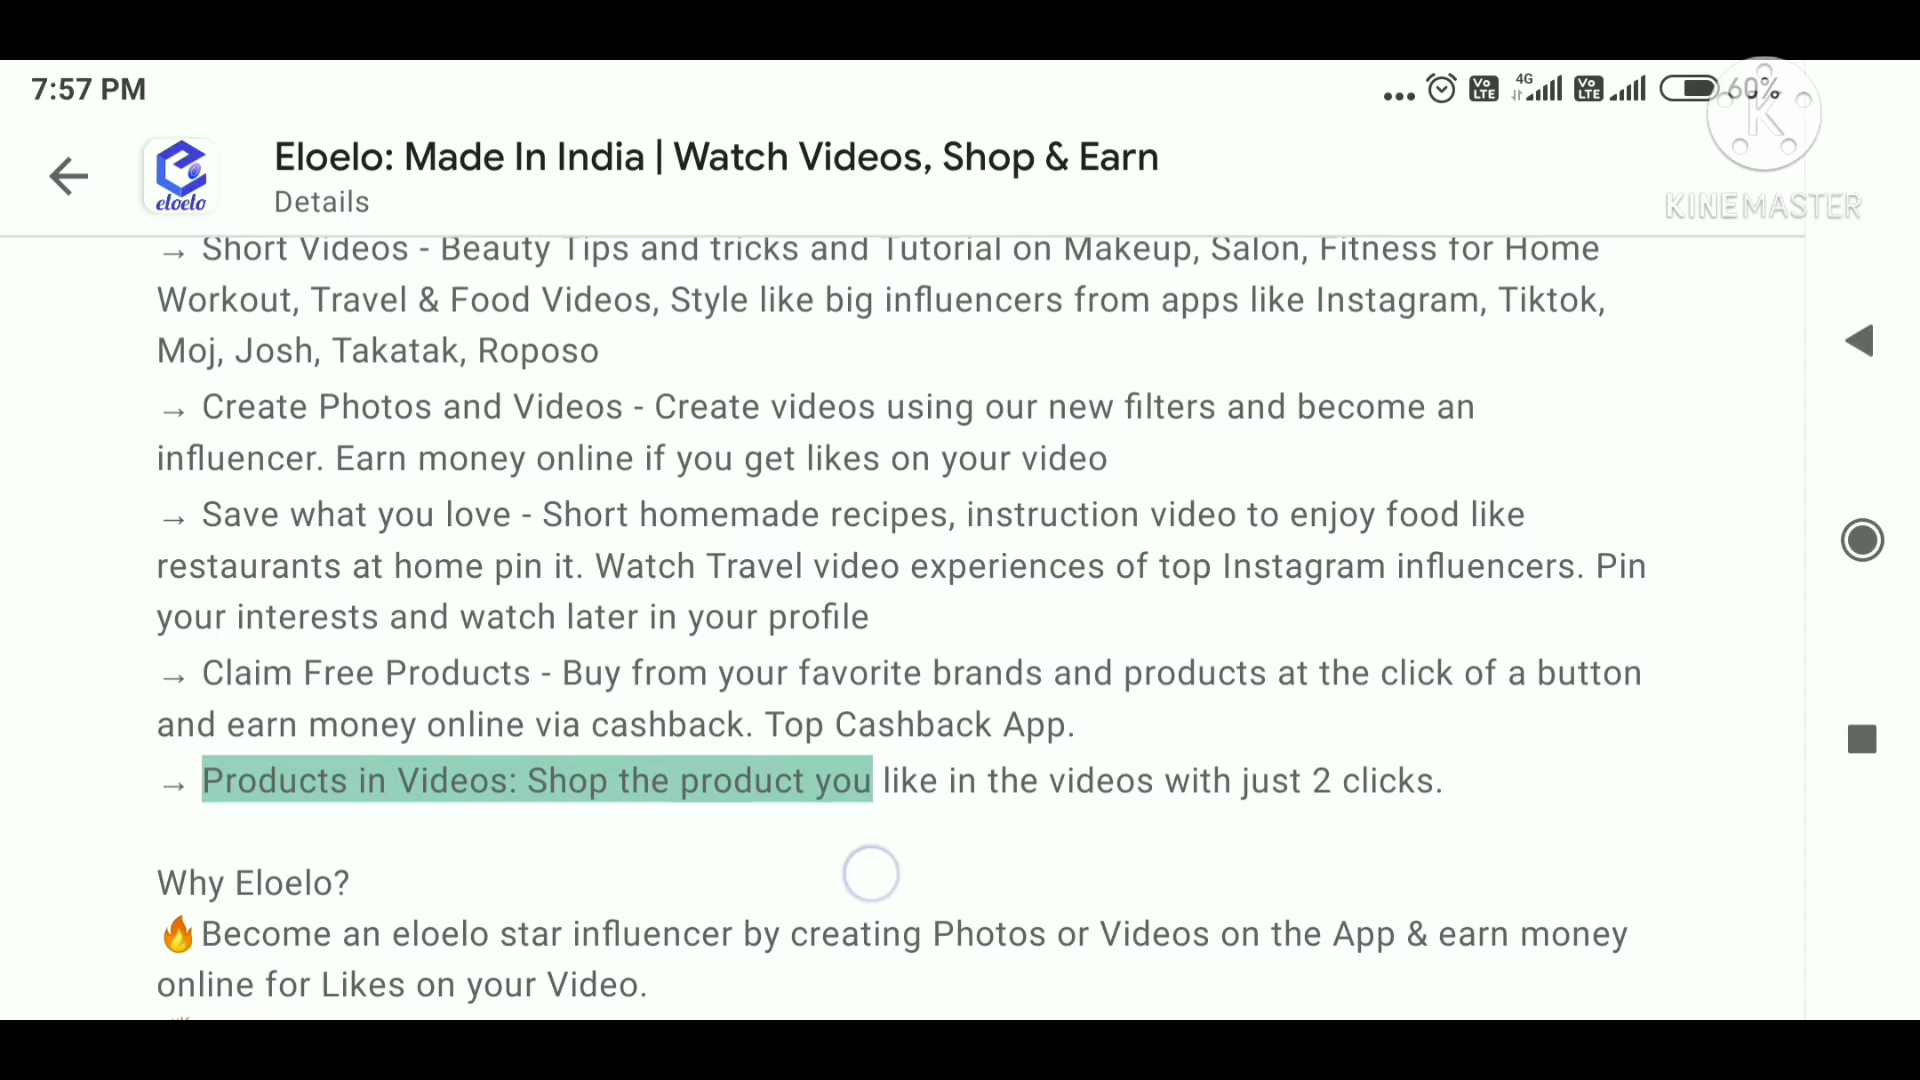 7:57 PM
... Vo LTE 4G Vo LTE 60%
Eloelo: Made In India | Watch Videos, Shop & Earn
eloelo
Details
K
KINEMASTER
→ Short Videos - Beauty Tips and tricks and Tutorial on Makeup, Salon, Fitness for Home
Workout, Travel & Food Videos, Style like big influencers from apps like Instagram, Tiktok,
Moj, Josh, Takatak, Roposo
→ Create Photos and Videos - Create videos using our new filters and become an
influencer. Earn money online if you get likes on your video
→ Save what you love - Short homemade recipes, instruction video to enjoy food like
restaurants at home pin it. Watch Travel video experiences of top Instagram influencers. Pin
your interests and watch later in your profile
→ Claim Free Products - Buy from your favorite brands and products at the click of a button
and earn money online via cashback. Top Cashback App.
→ Products in Videos: Shop the product you like in the videos with just 2 clicks.
Why Eloelo?
🔥Become an eloelo star influencer by creating Photos or Videos on the App & earn money
online for Likes on your Video.